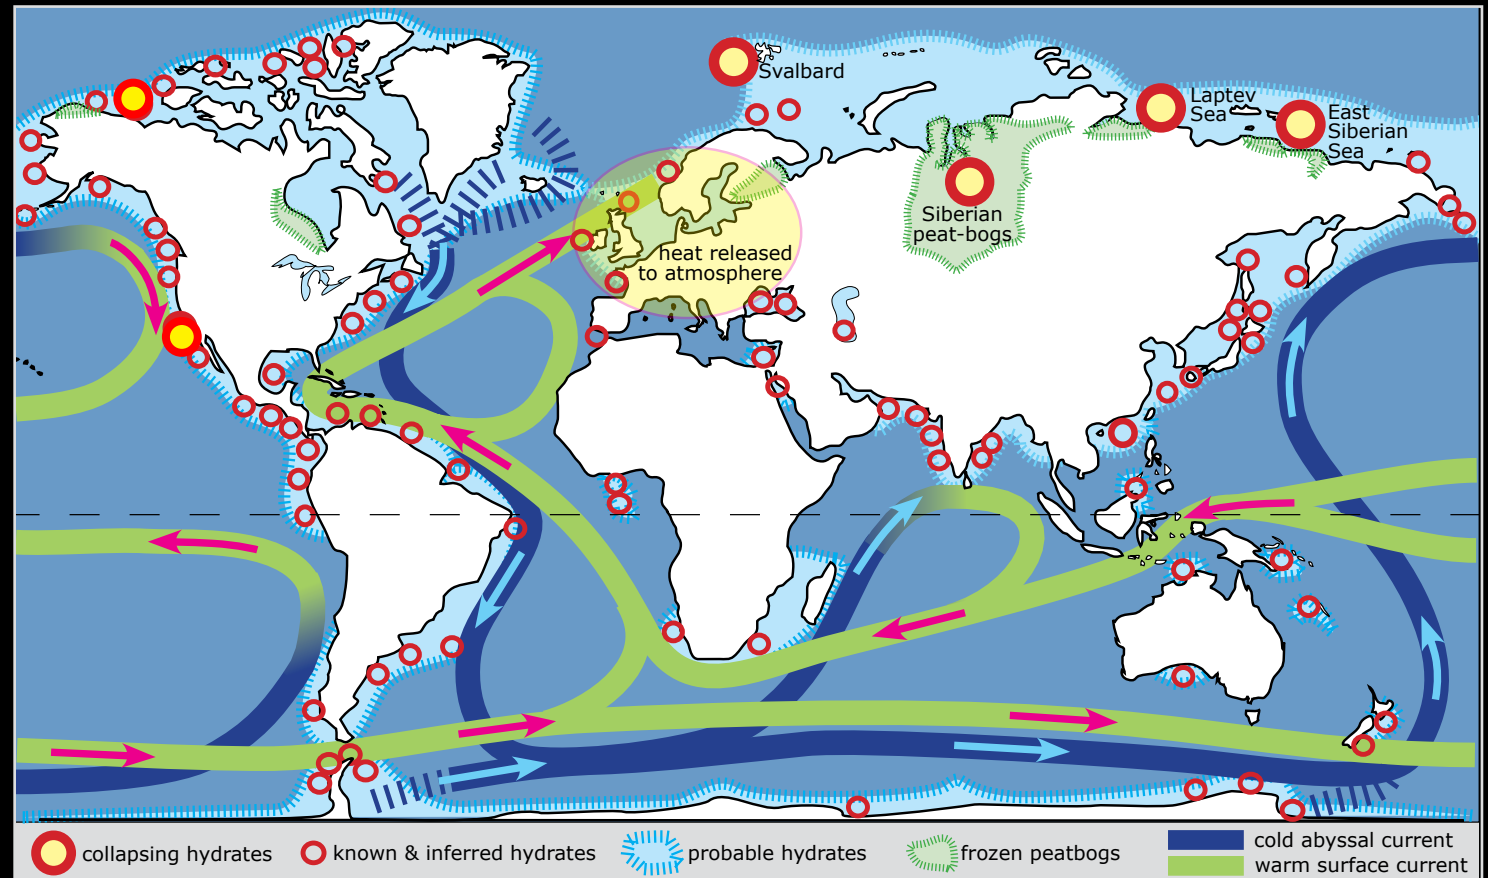 Svalbard
Laptev
Sea
East
Siberian
Sea
Siberian
peat-bogs
heat released
to atmosphere
collapsing hydrates
known & inferred hydrates
probable hydrates
frozen peatbogs
cold abyssal current
warm surface current